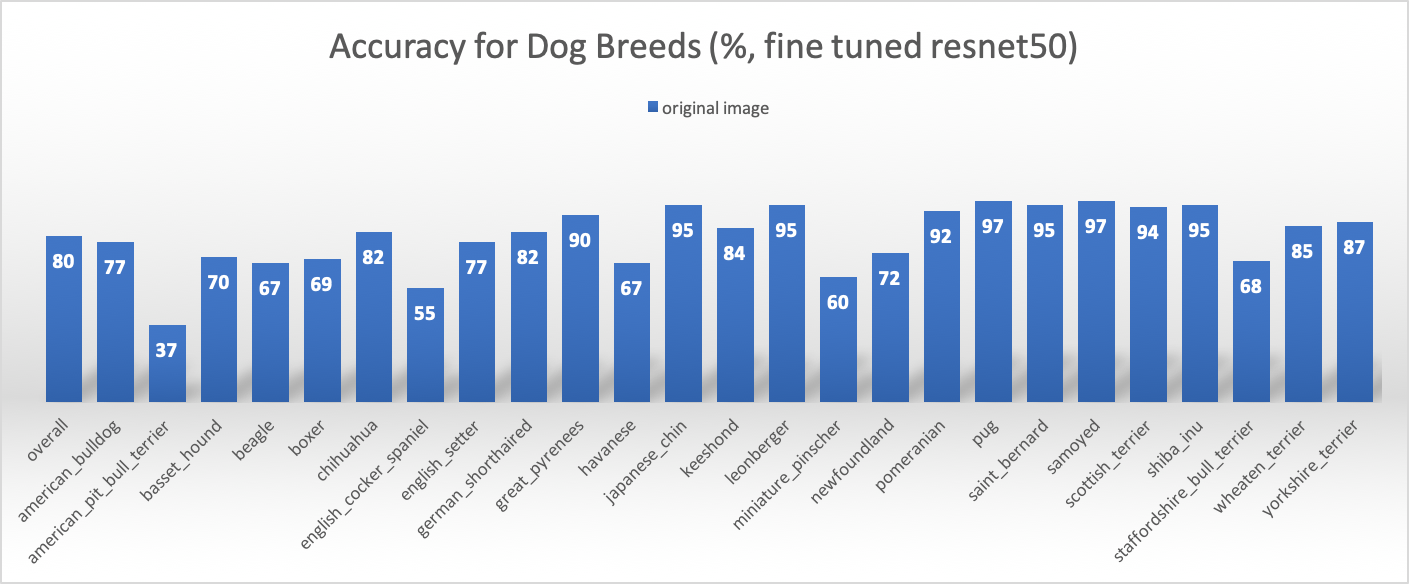 Accuracy for Dog Breeds (%, fine tuned resnet50)
original image
80
77
37
70
67
69
82
55
77
82
90
67
95
84
95
60
72
92
97
95
97
94
95
68
85
87
overall
american_bulldog
american_pit_bull_terrier
basset_hound
beagle
boxer
chihuahua
english_cocker_spaniel
english_setter
german_shorthaired
great_pyrenees
havanese
japanese_chin
keeshond
leonberger
miniature_pinscher
newfoundland
pomeranian
pug
saint_bernard
samoyed
scottish_terrier
shiba_inu
staffordshire_bull_terrier
wheaten_terrier
yorkshire_terrier